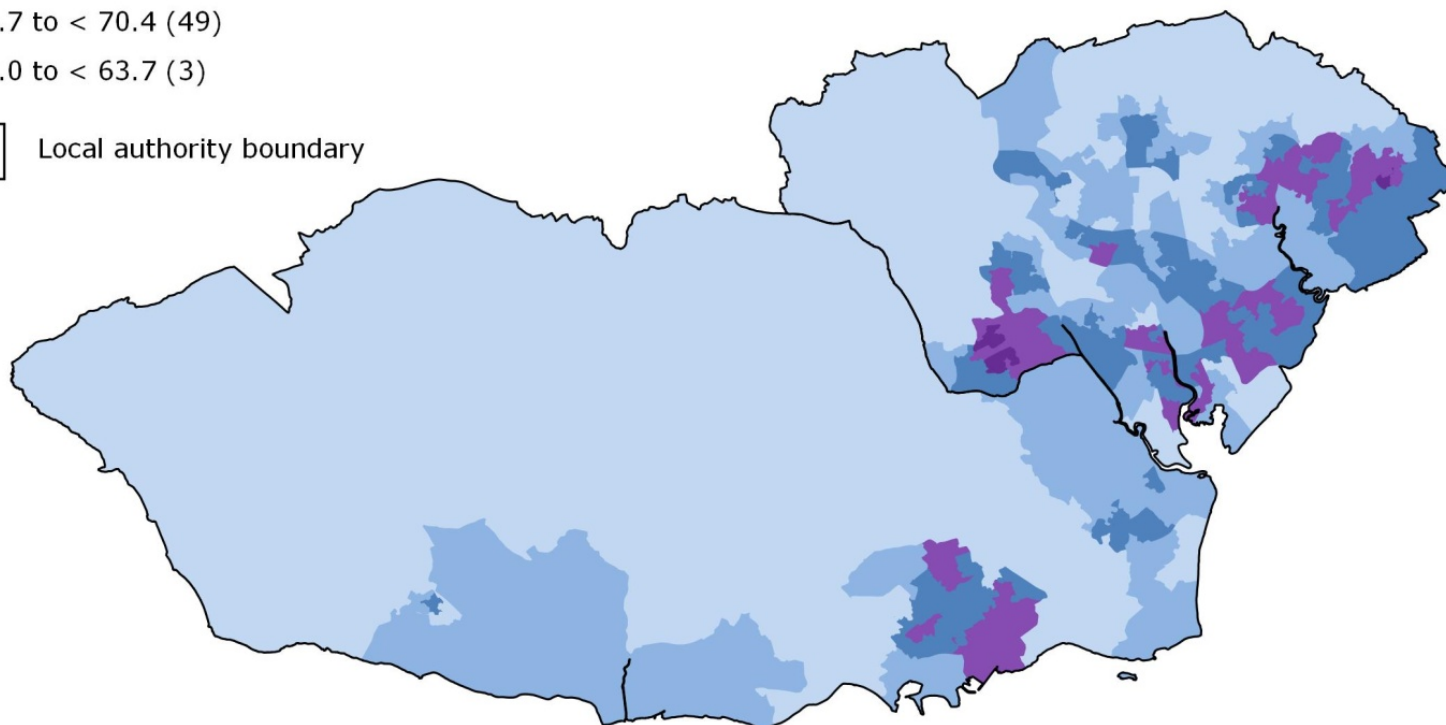 .7 to < 70.4 (49)
.0 to < 63.7 (3)
Local authority boundary